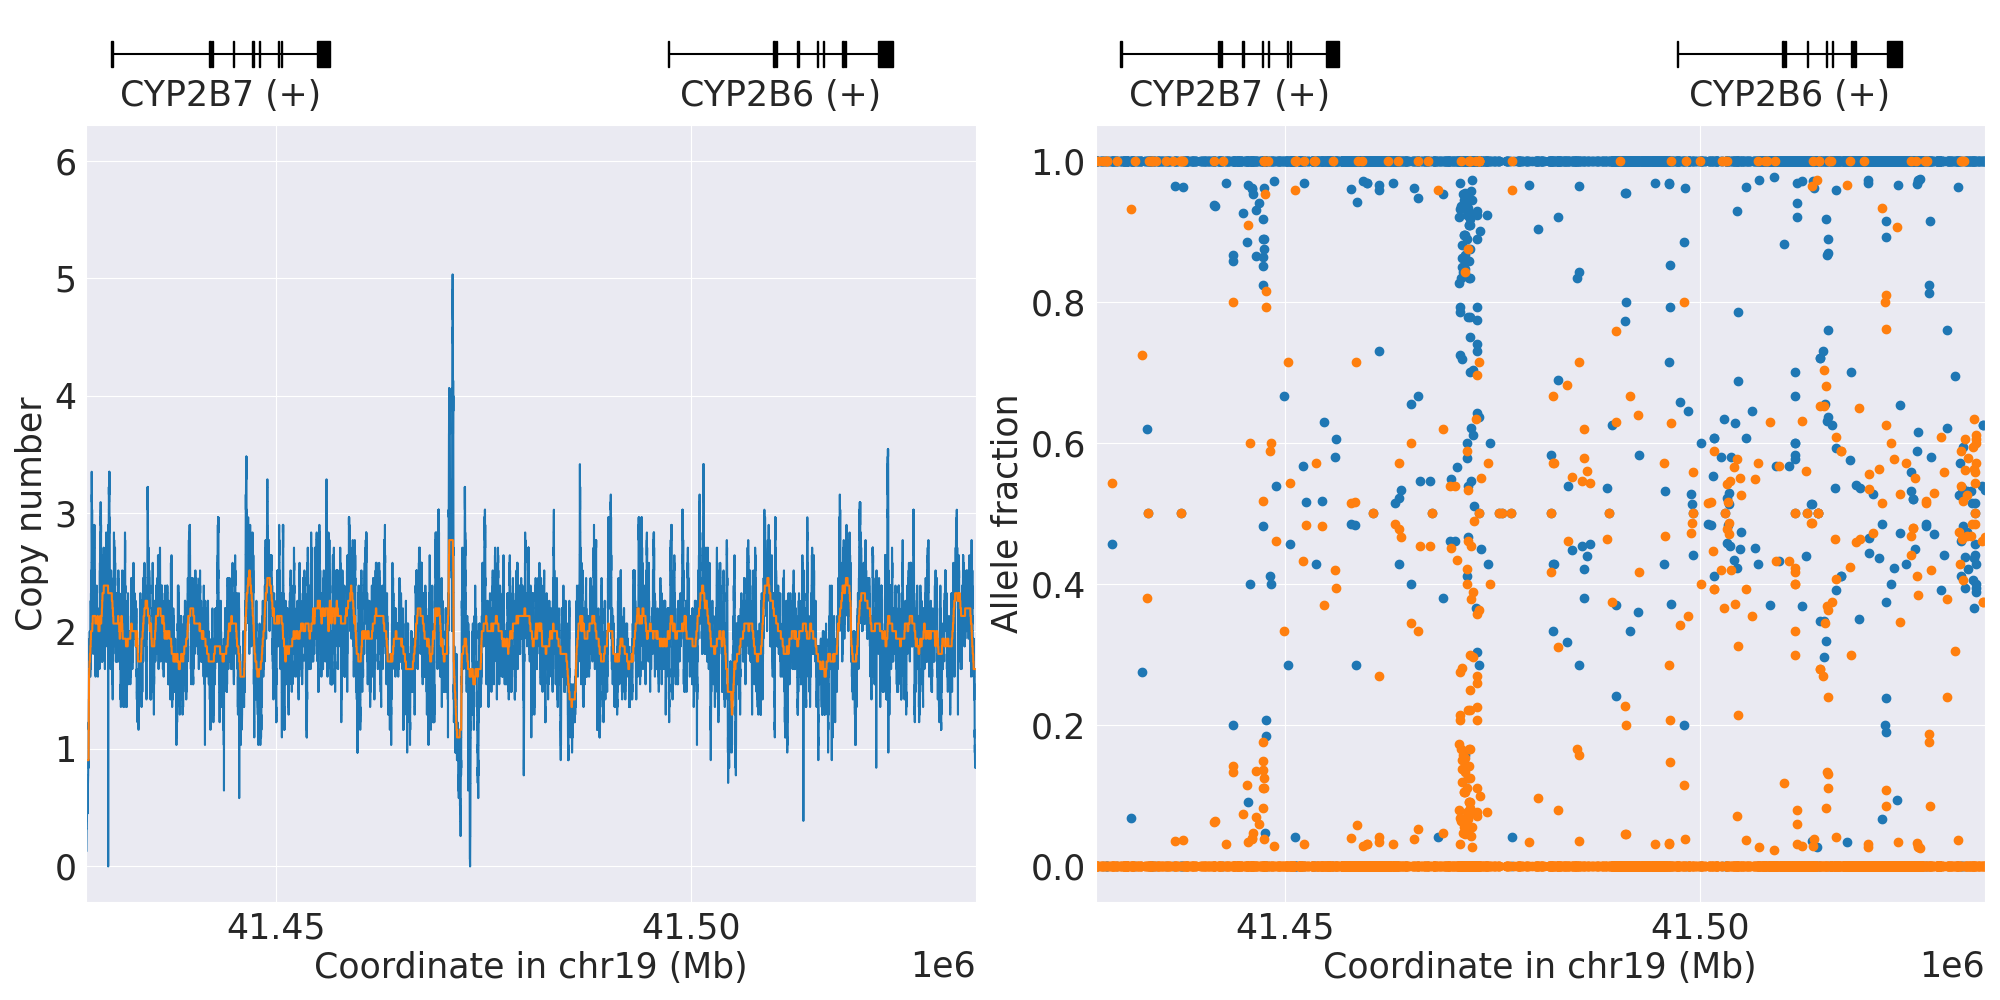 CYP2B7 (+)
CYP2B6 (+)
CYP2B7 (+)
CYP2B6 (+)
6
5
4
3
2
1
0
Copy number
41.45
41.50
Coordinate in chr19 (Mb)
1e6
1.0
0.8
0.6
0.4
0.2
0.0
Allele fraction
41.45
41.50
Coordinate in chr19 (Mb)
1e6